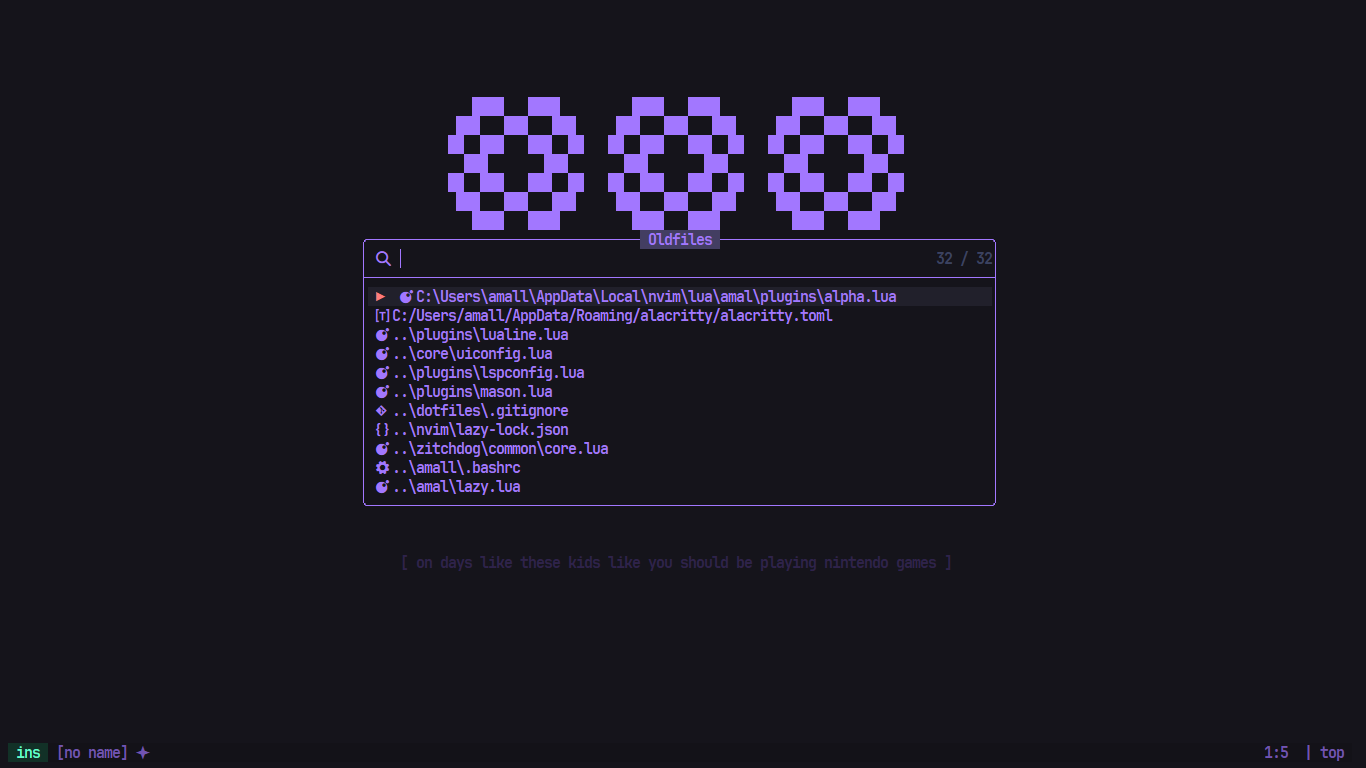 Oldfiles
32 / 32
C:\Users\amall\AppData\Local\nvim\lua\amal\plugins\alpha.lua
[T]C:/Users/amall/AppData/Roaming/alacritty/alacritty.toml
..\plugins\lualine.lua
..\core\uiconfig.lua
..\plugins\lspconfig.lua
..\plugins\mason.lua
..\dotfiles\.gitignore
{}..\nvim\lazy-lock.json
..\zitchdog\common\core.lua
..\amall\.bashrc
..\amal\lazy.lua
[ on days like these kids like you should be playing nintendo games ]
ins [no name] 1:5 | top